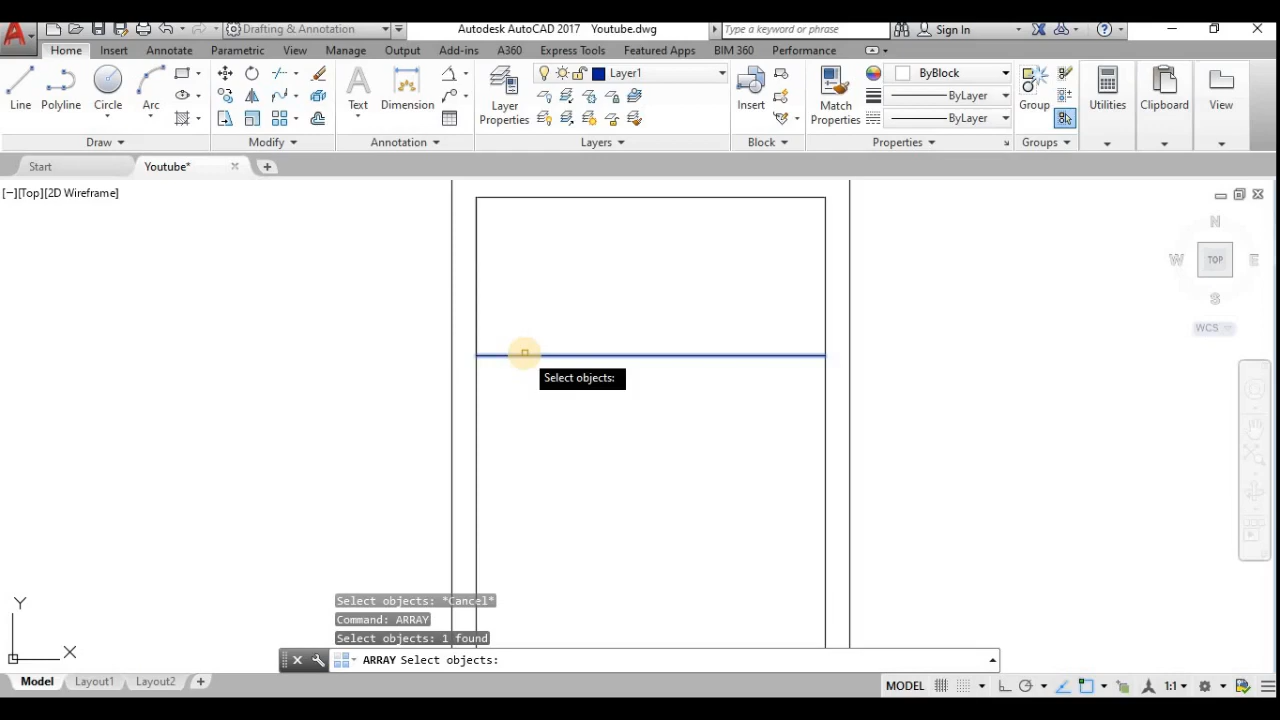 Drafting & Annotation
Autodesk AutoCAD 2017 Youtube.dwg
Type a keyword or phrase
Sign In
Home Insert Annotate Parametric View Manage Output Add-ins A360 Express Tools Featured Apps BIM 360 Performance
Line
Polyline
Circle
Arc
Draw
Modify
Text
Dimension
Annotation
Layer
Properties
Layer1
Layers
Insert
Block
Match
Properties
ByBlock
ByLayer
ByLayer
Properties
Group
Groups
Utilities
Clipboard
View
Start
Youtube*
[−][Top][2D Wireframe]
N
W
TOP
E
S
WCS
Select objects:
Select objects: *Cancel*
Command: ARRAY
Select objects: 1 found
ARRAY Select objects:
Y
X
Model Layout1 Layout2
MODEL
1:1